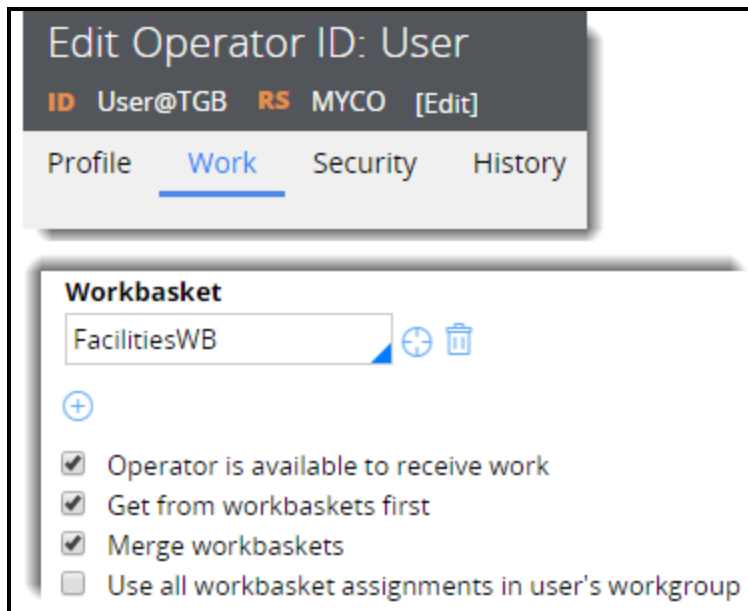 Edit Operator ID: User
ID User@TGB RS MYCO [Edit]
Profile Work Security History
Workbasket
FacilitiesWB
Operator is available to receive work
Get from workbaskets first
Merge workbaskets
Use all workbasket assignments in user's workgroup